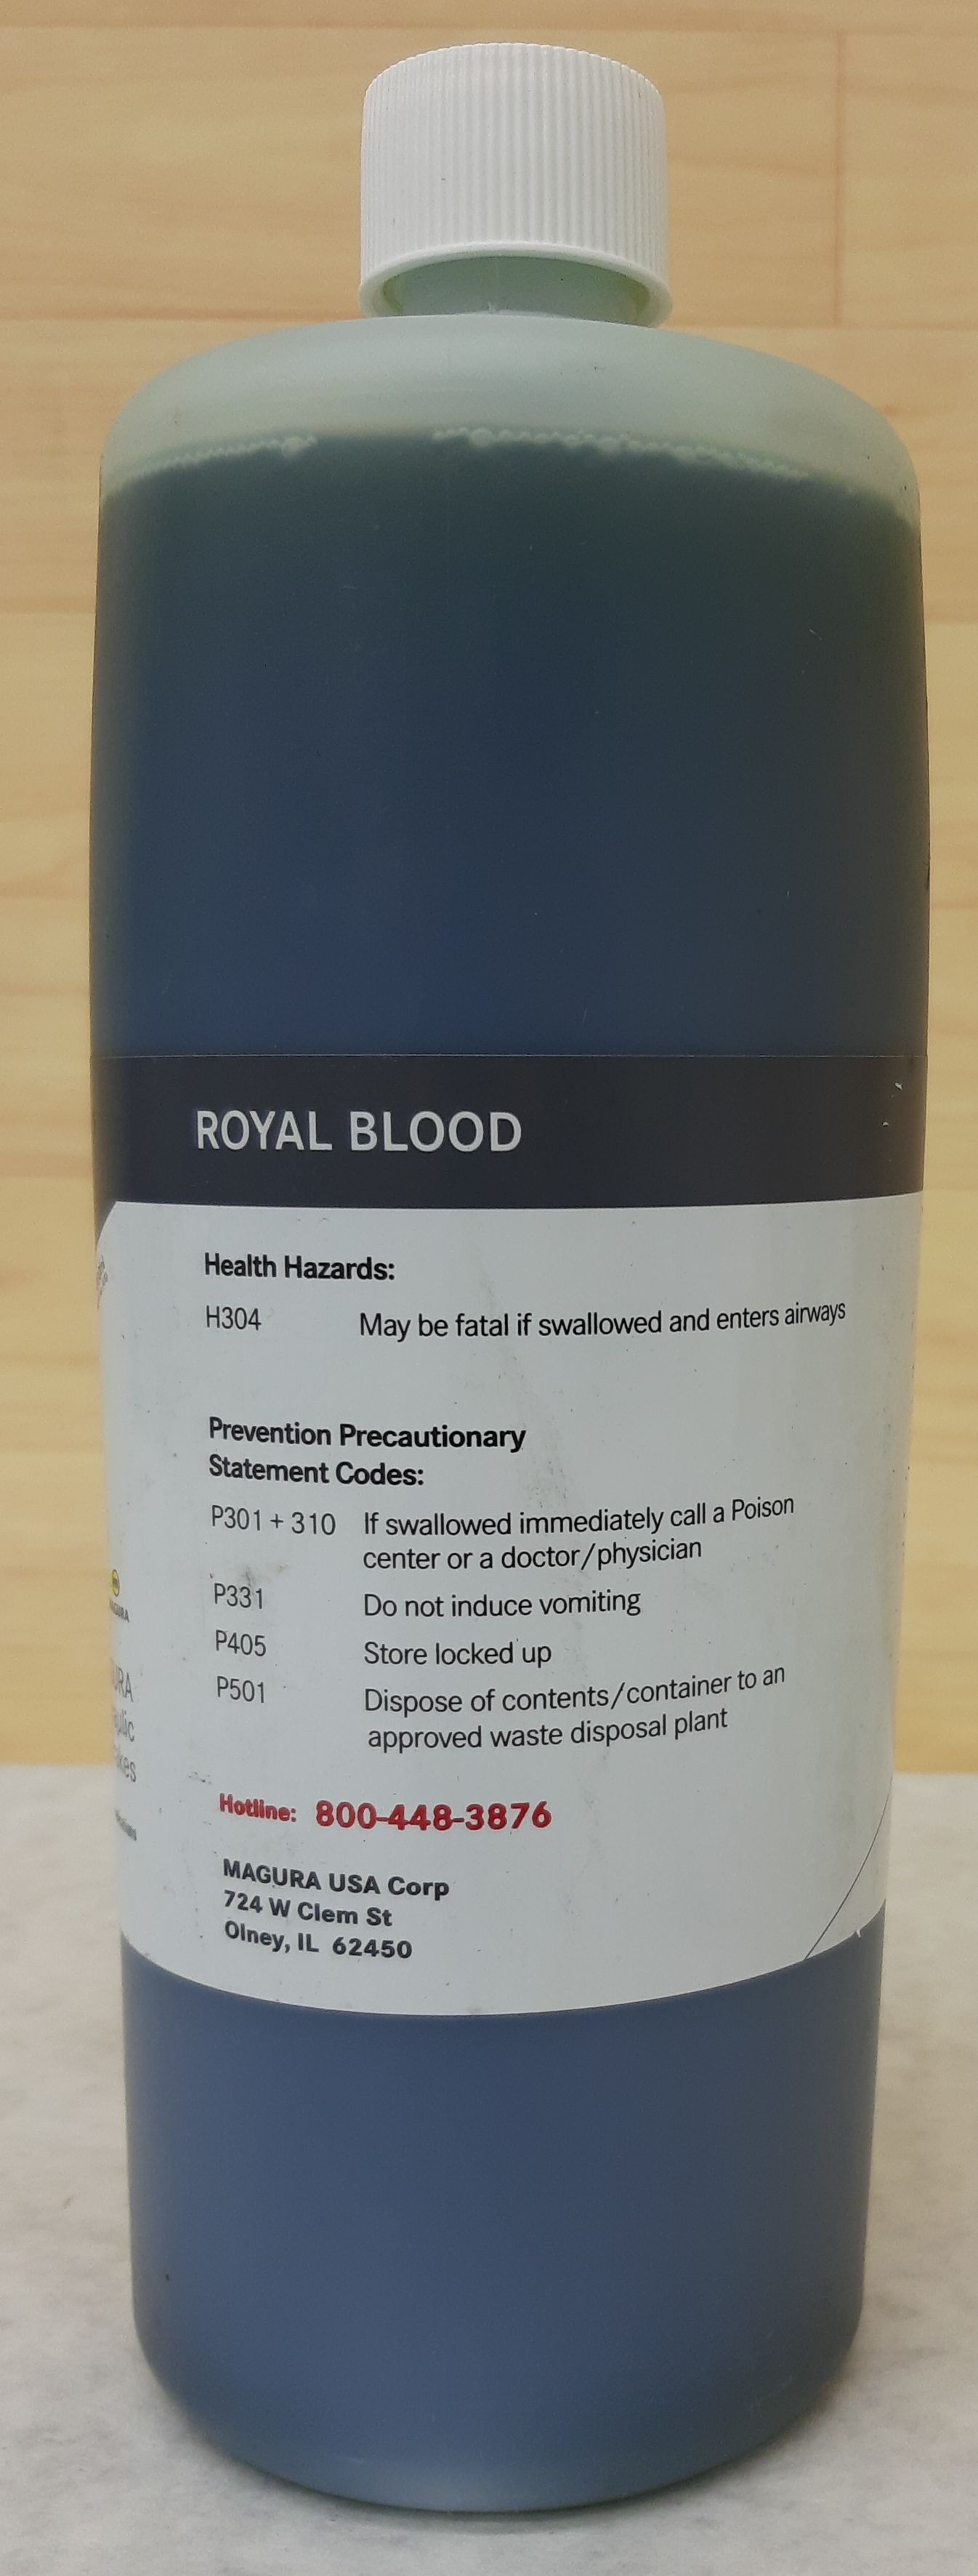 ROYAL BLOOD
Health Hazards:
H304 May be fatal if swallowed and enters airways
Prevention Precautionary
Statement Codes:
P301 + 310 If swallowed immediately call a Poison
center or a doctor/physician
P331 Do not induce vomiting
P405 Store locked up
P501 Dispose of contents/container to an
approved waste disposal plant
Hotline: 800-448-3876
MAGURA USA Corp
724 W Clem St
Olney, IL 62450